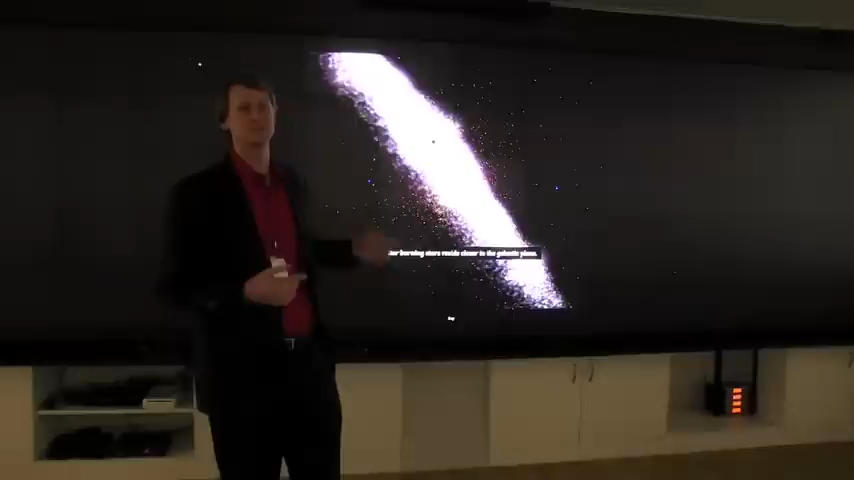 burning stars reside closer to the galactic plane.